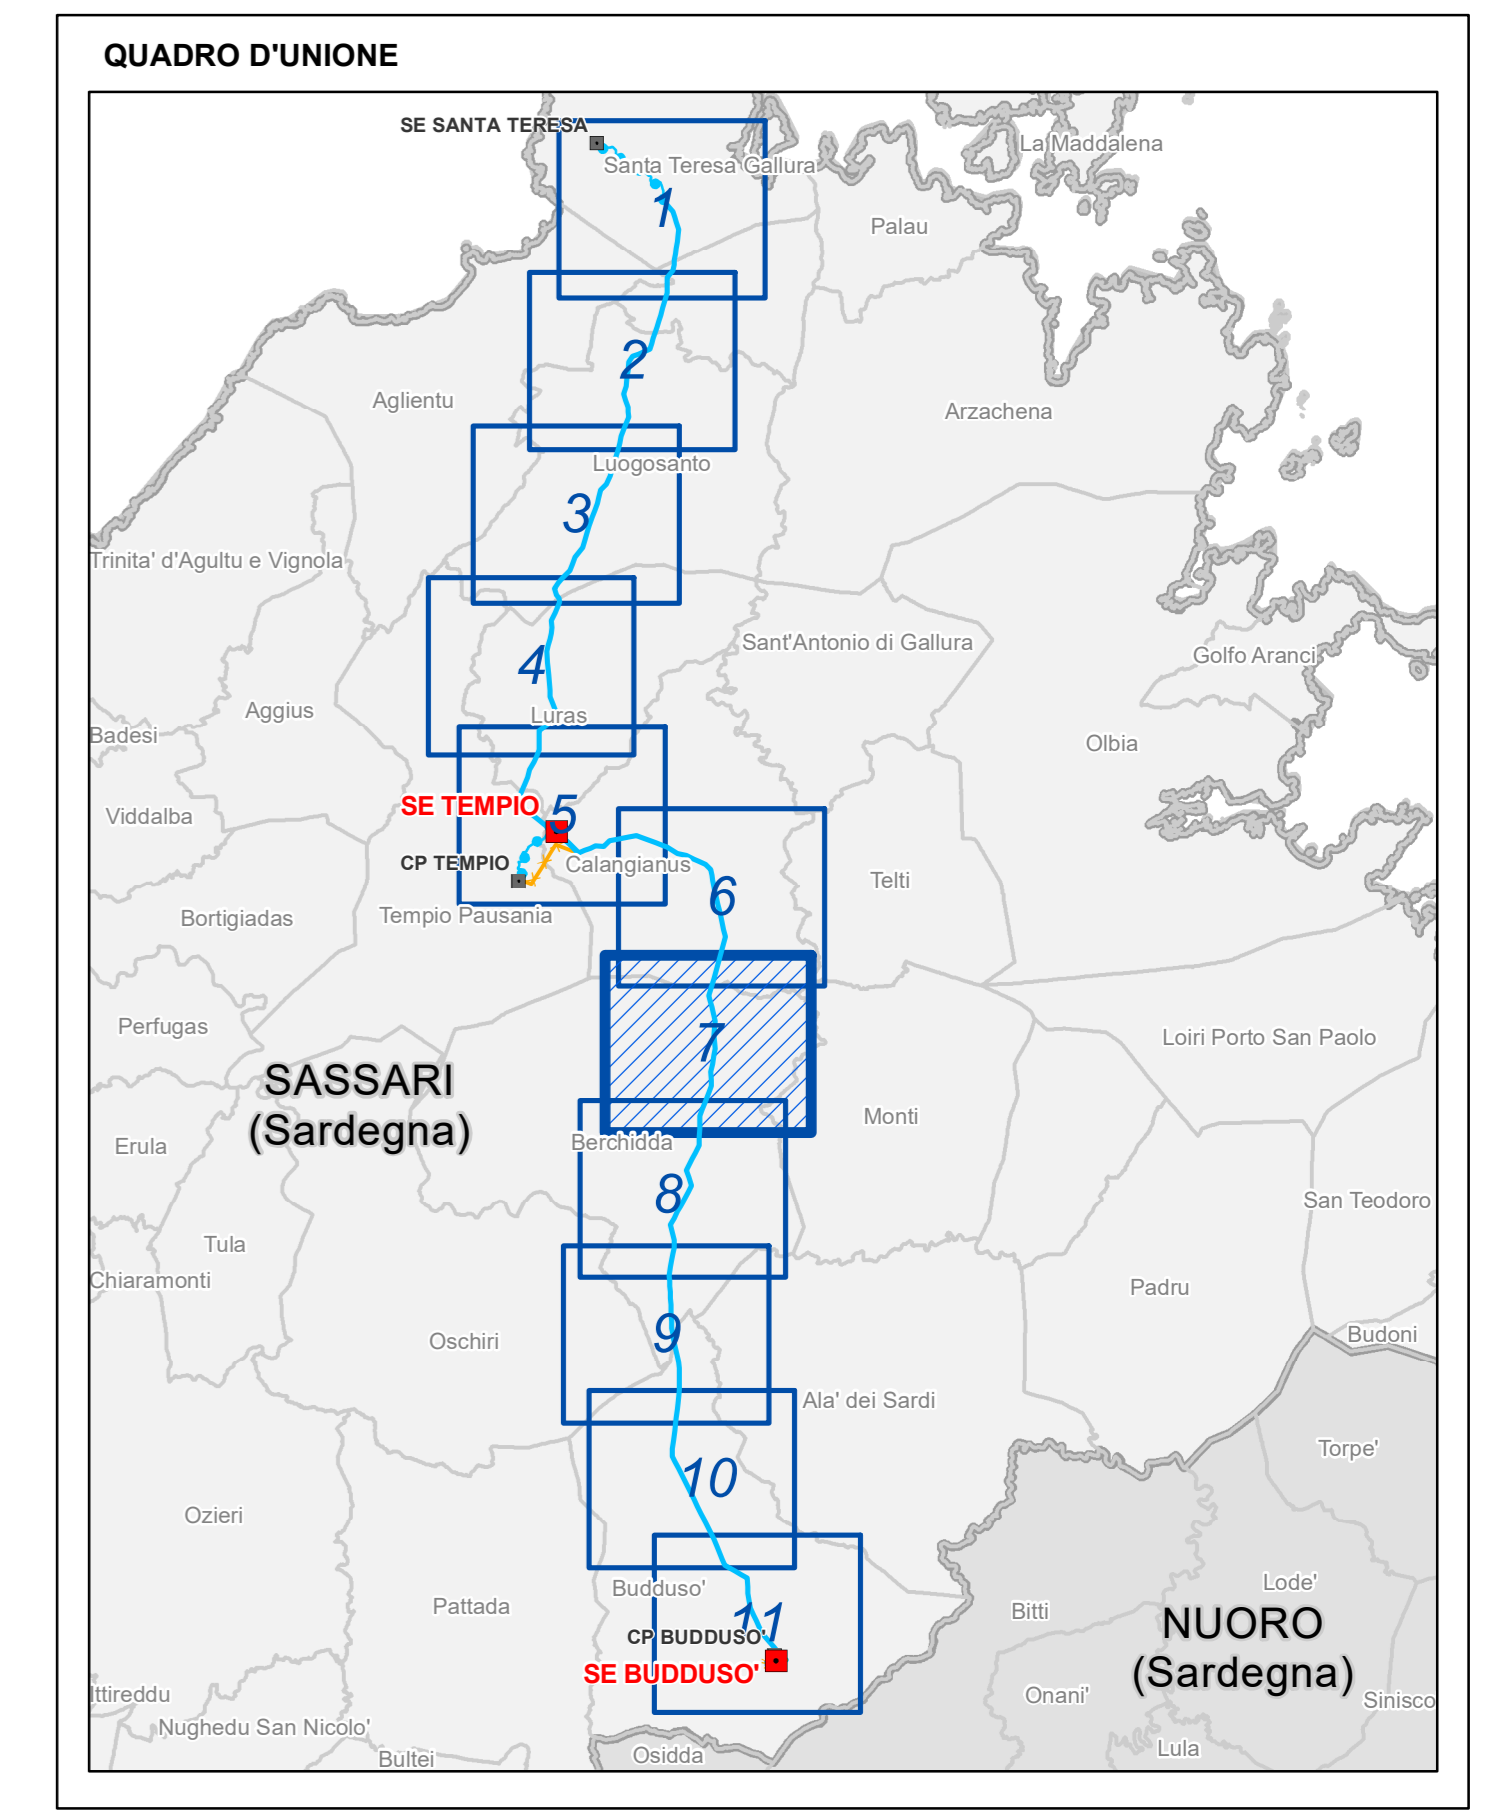 QUADRO D'UNIONE
SE SANTA TERESA
La Maddalena
Santa Teresa Gallura
1
Palau
2
Aglientu
Arzachena
Luogosanto
3
Trinita' d'Agultu e Vignola
Sant'Antonio di Gallura
Golfo Aranci
4
Aggius
Luras
Badesi
Olbia
SE TEMPIO
5
Viddalba
CP TEMPIO
Calangianus
Telti
6
Bortigiadas
Tempio Pausania
Perfugas
7
Loiri Porto San Paolo
SASSARI
(Sardegna)
Monti
Erula
Berchidda
8
San Teodoro
Tula
Chiaramonti
Padru
9
Oschiri
Budoni
Ala' dei Sardi
Torpe'
10
Ozieri
Budduso'
Lode'
Pattada
Bitti
11
NUORO
(Sardegna)
CP BUDDUSO'
SE BUDDUSO'
Ittireddu
Onani'
Sinisco
Nughedu San Nicolo'
Bultei
Osidda
Lula